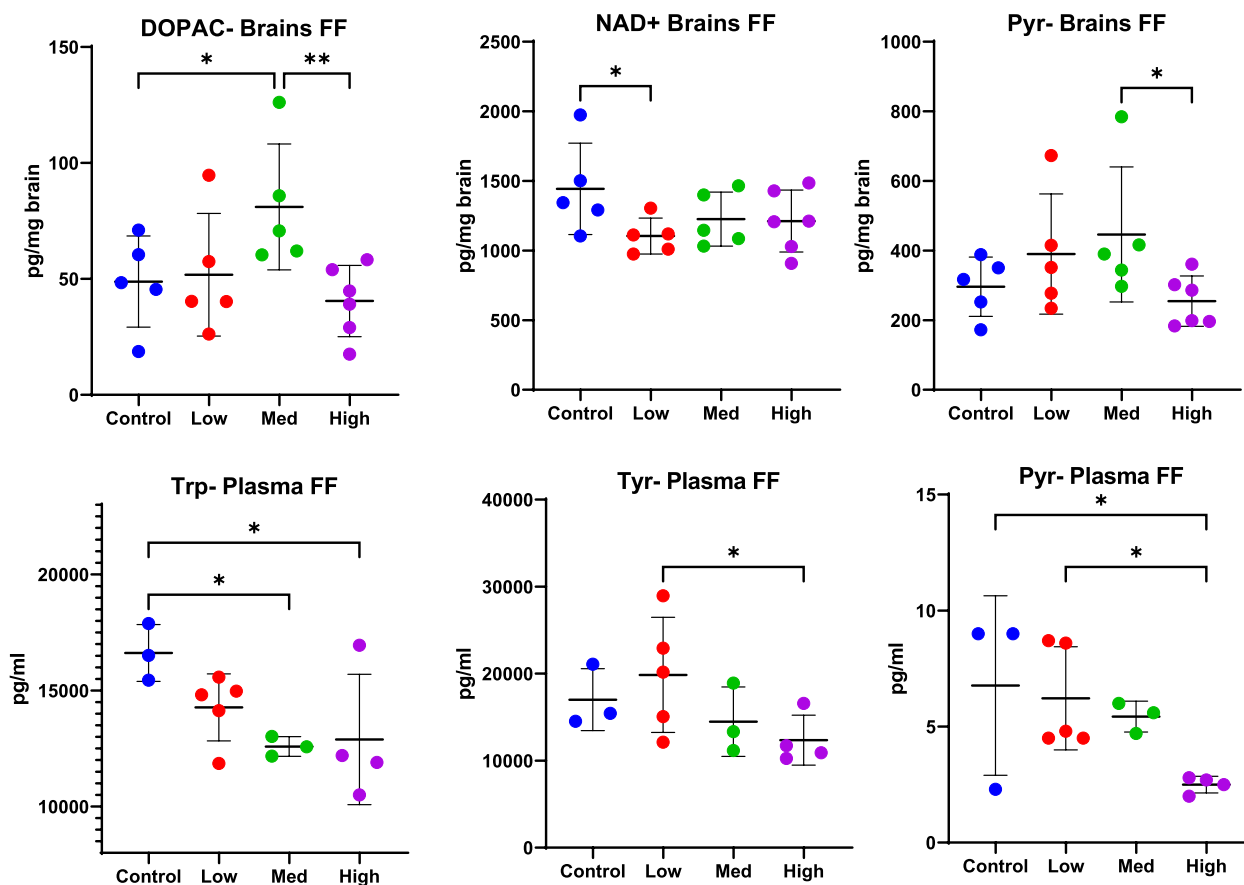 DOPAC- Brains FF
150
100
50
0
pg/mg brain
*
**
Control Low Med High
NAD+ Brains FF
2500
2000
1500
1000
500
0
pg/mg brain
*
Control Low Med High
Pyr- Brains FF
1000
800
600
400
200
0
pg/mg brain
*
Control Low Med High
Trp- Plasma FF
20000
15000
10000
pg/ml
*
*
Control Low Med High
Tyr- Plasma FF
40000
30000
20000
10000
0
pg/ml
*
Control Low Med High
Pyr- Plasma FF
15
10
5
0
pg/ml
*
*
Control Low Med High